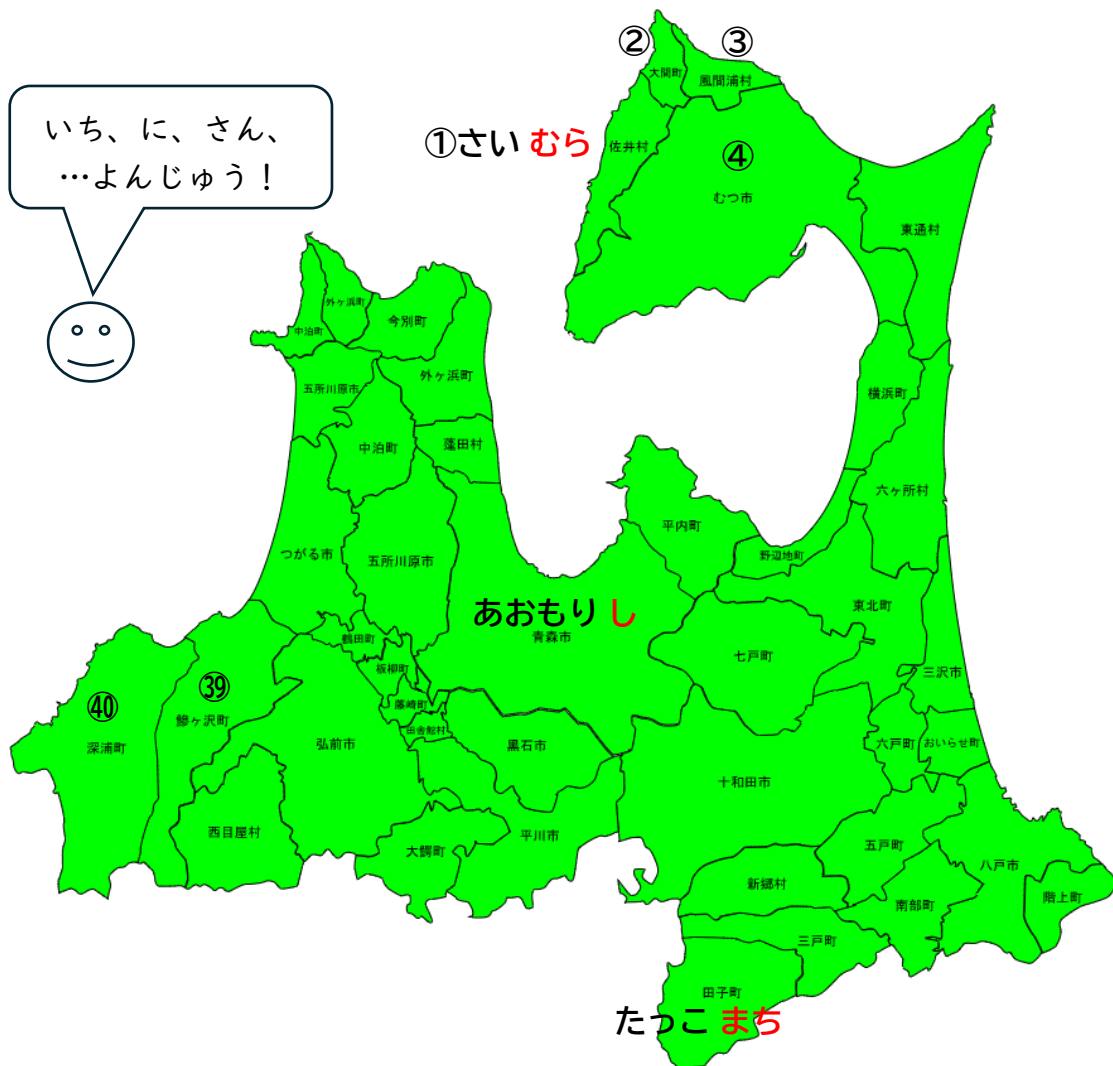 ②
③
大間町
風間浦村
いち、に、さん、
…よんじゅう！
①さい むら
佐井村
④
むつ市
東通村
外ヶ浜町
今別町
中泊町
外ヶ浜町
五所川原市
横浜町
中泊町
蓬田村
六ヶ所村
平内町
つがる市
五所川原市
野辺地町
あおもり し
青森市
東北町
鶴田町
七戸町
板柳町
三沢市
㊴
㊵
藤崎町
鰺ヶ沢町
田舎館村
深浦町
弘前市
黒石市
六戸町
おいらせ町
十和田市
西目屋村
平川市
大鰐町
五戸町
八戸市
新郷村
階上町
南部町
三戸町
田子町
たっこ まち